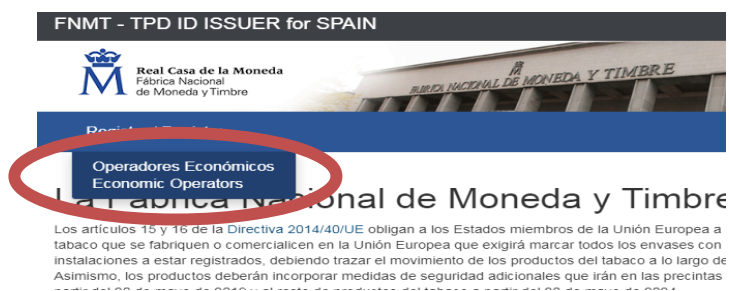 FNMT - TPD ID ISSUER for SPAIN
Real Casa de la Moneda
Fábrica Nacional
de Moneda y Timbre
FABRICA NACIONAL DE MONEDA Y TIMBRE
Operadores Económicos
Economic Operators
La Fábrica Nacional de Moneda y Timbre
Los artículos 15 y 16 de la Directiva 2014/40/UE obligan a los Estados miembros de la Unión Europea a
tabaco que se fabriquen o comercialicen en la Unión Europea que exigirá marcar todos los envases con
instalaciones a estar registrados, debiendo trazar el movimiento de los productos del tabaco a lo largo de
Asimismo, los productos deberán incorporar medidas de seguridad adicionales que irán en las precintas